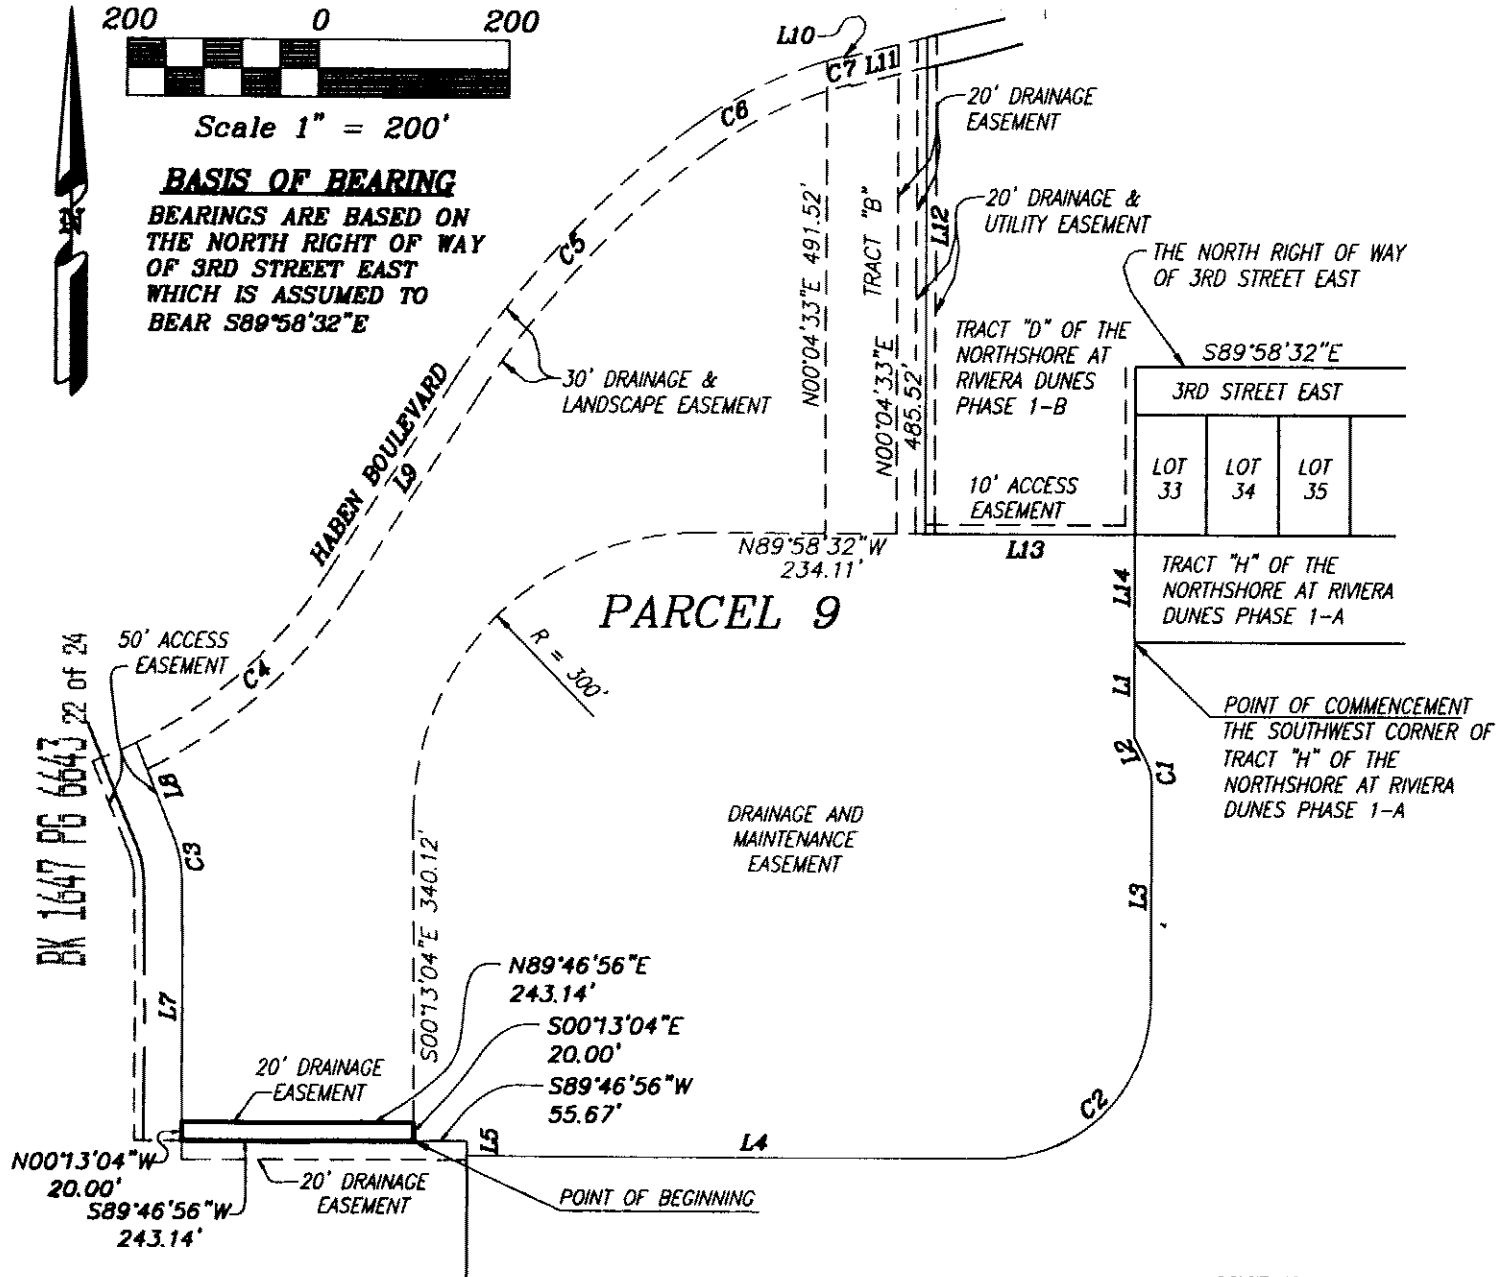 200 0 200
Scale 1" = 200'
BASIS OF BEARING
BEARINGS ARE BASED ON
THE NORTH RIGHT OF WAY
OF 3RD STREET EAST
WHICH IS ASSUMED TO
BEAR S89°58'32"E
N
L10
C7 L11
C6
C5
20' DRAINAGE
EASEMENT
20' DRAINAGE &
UTILITY EASEMENT
L12
N00°04'33"E 491.52'
TRACT "B"
N00°04'33"E
485.52'
THE NORTH RIGHT OF WAY
OF 3RD STREET EAST
TRACT "D" OF THE
NORTHSHORE AT
RIVIERA DUNES
PHASE 1-B
S89°58'32"E
3RD STREET EAST
LOT
33
LOT
34
LOT
35
10' ACCESS
EASEMENT
30' DRAINAGE &
LANDSCAPE EASEMENT
HABEN BOULEVARD
L9
N89°58'32"W
234.11'
L13
L14
TRACT "H" OF THE
NORTHSHORE AT RIVIERA
DUNES PHASE 1-A
PARCEL 9
R = 300'
50' ACCESS
EASEMENT
C4
L1
L2
C1
POINT OF COMMENCEMENT
THE SOUTHWEST CORNER OF
TRACT "H" OF THE
NORTHSHORE AT RIVIERA
DUNES PHASE 1-A
BK 1647 PG 6643 22 of 24
L8
C3
DRAINAGE AND
MAINTENANCE
EASEMENT
S00°13'04"E 340.12'
L3
L7
N89°46'56"E
243.14'
S00°13'04"E
20.00'
S89°46'56"W
55.67'
20' DRAINAGE
EASEMENT
C2
L5
L4
N00°13'04"W
20.00'
S89°46'56"W
243.14'
20' DRAINAGE
EASEMENT
POINT OF BEGINNING